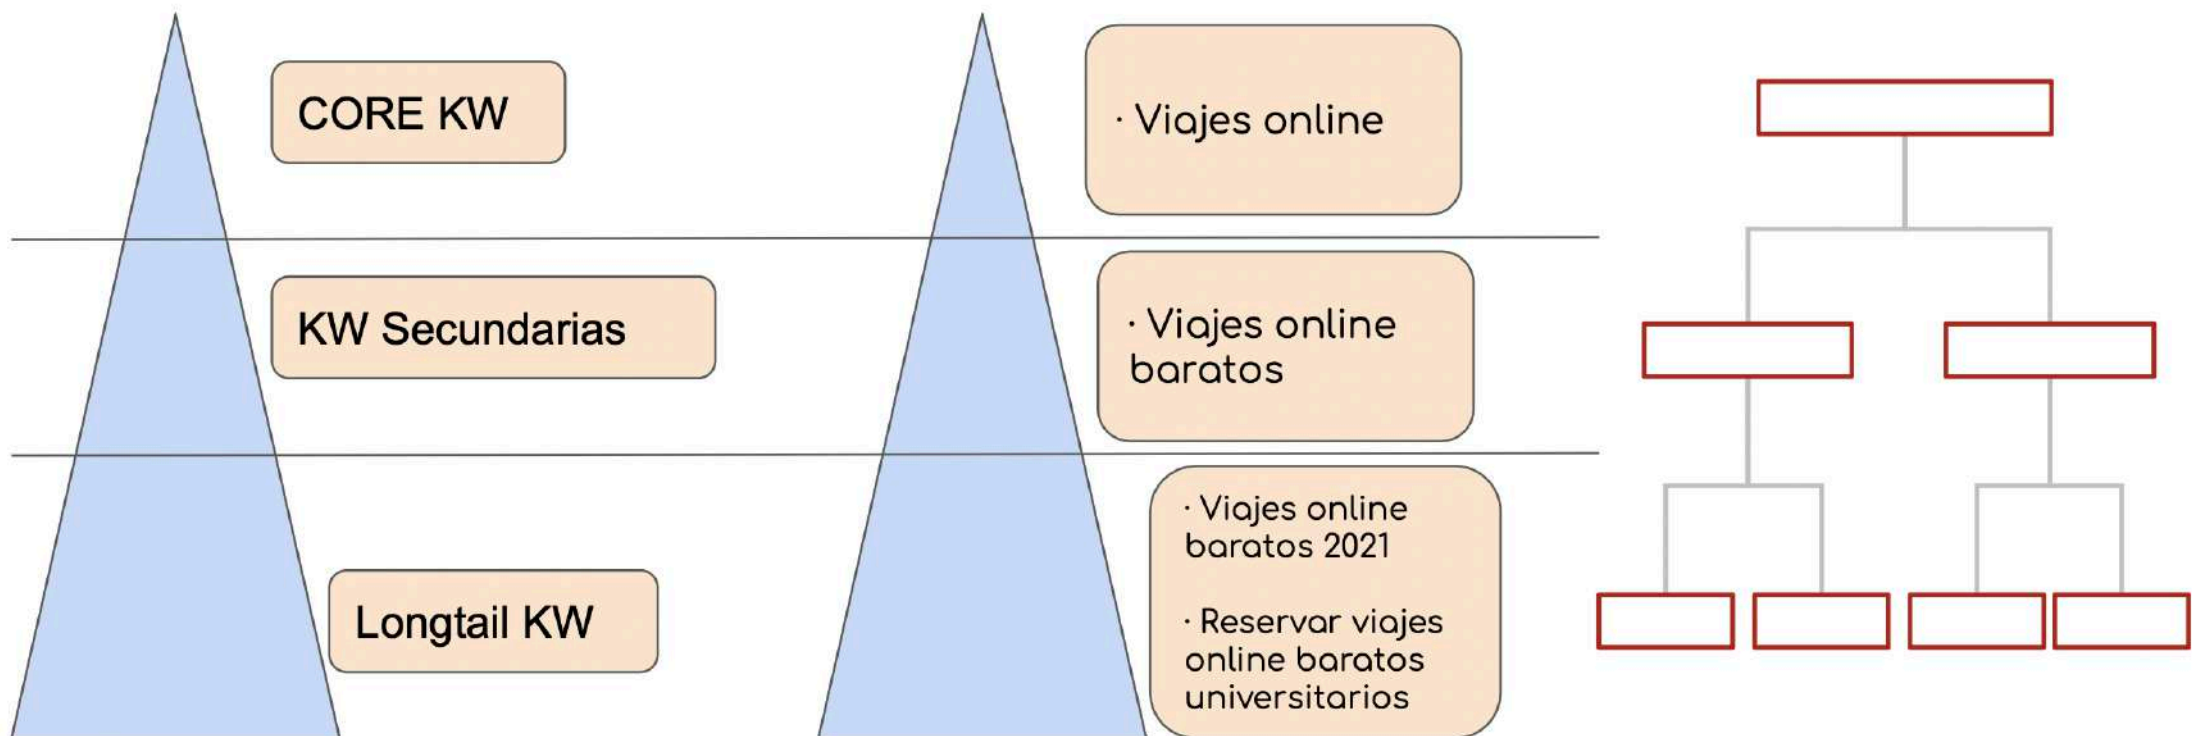 CORE KW
· Viajes online
KW Secundarias
· Viajes online
baratos
Longtail KW
· Viajes online
baratos 2021
· Reservar viajes
online baratos
universitarios